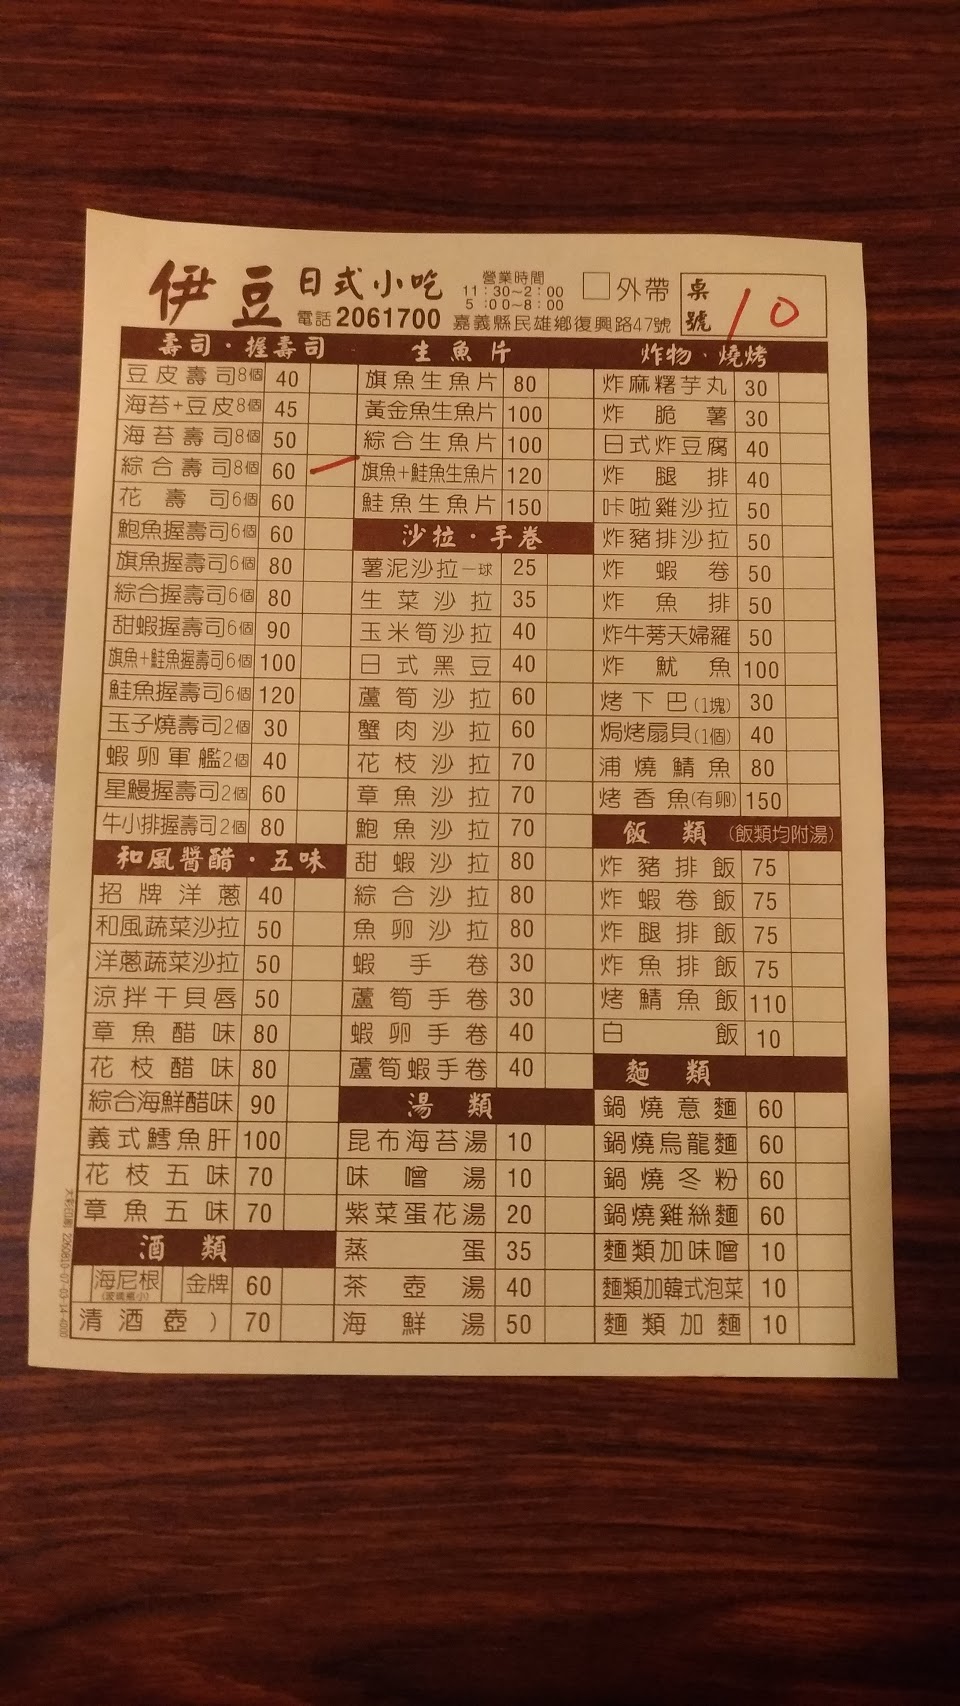 伊豆 日式小吃
電話2061700
營業時間
11：30~2：00
5：00~8：00
嘉義縣民雄鄉復興路47號
外帶
桌號 10
壽司・握壽司
豆皮壽司8個 40
海苔+豆皮8個 45
海苔壽司8個 50
綜合壽司8個 60
花壽司6個 60
鮑魚握壽司6個 60
旗魚握壽司6個 80
綜合握壽司6個 80
甜蝦握壽司6個 90
旗魚+鮭魚握壽司6個 100
鮭魚握壽司6個 120
玉子燒壽司2個 30
蝦卵軍艦2個 40
星鰻握壽司2個 60
牛小排握壽司2個 80
和風醬醋・五味
招牌洋蔥 40
和風蔬菜沙拉 50
洋蔥蔬菜沙拉 50
涼拌干貝唇 50
章魚醋味 80
花枝醋味 80
綜合海鮮醋味 90
義式鱈魚肝 100
花枝五味 70
章魚五味 70
酒類
海尼根(玻璃瓶小) 金牌 60
清酒壺） 70
生魚片
旗魚生魚片 80
黃金魚生魚片 100
綜合生魚片 100
旗魚+鮭魚生魚片 120
鮭魚生魚片 150
沙拉・手卷
薯泥沙拉一球 25
生菜沙拉 35
玉米筍沙拉 40
日式黑豆 40
蘆筍沙拉 60
蟹肉沙拉 60
花枝沙拉 70
章魚沙拉 70
鮑魚沙拉 70
甜蝦沙拉 80
綜合沙拉 80
魚卵沙拉 80
蝦手卷 30
蘆筍手卷 30
蝦卵手卷 40
蘆筍蝦手卷 40
湯類
昆布海苔湯 10
味噌湯 10
紫菜蛋花湯 20
蒸蛋 35
茶壺湯 40
海鮮湯 50
炸物・燒烤
炸麻糬芋丸 30
炸脆薯 30
日式炸豆腐 40
炸腿排 40
咔啦雞沙拉 50
炸豬排沙拉 50
炸蝦卷 50
炸魚排 50
炸牛蒡天婦羅 50
炸魷魚 100
烤下巴(1塊) 30
焗烤扇貝(1個) 40
浦燒鯖魚 80
烤香魚(有卵) 150
飯類（飯類均附湯）
炸豬排飯 75
炸蝦卷飯 75
炸腿排飯 75
炸魚排飯 75
烤鯖魚飯 110
白飯 10
麵類
鍋燒意麵 60
鍋燒烏龍麵 60
鍋燒冬粉 60
鍋燒雞絲麵 60
麵類加味噌 10
麵類加韓式泡菜 10
麵類加麵 10